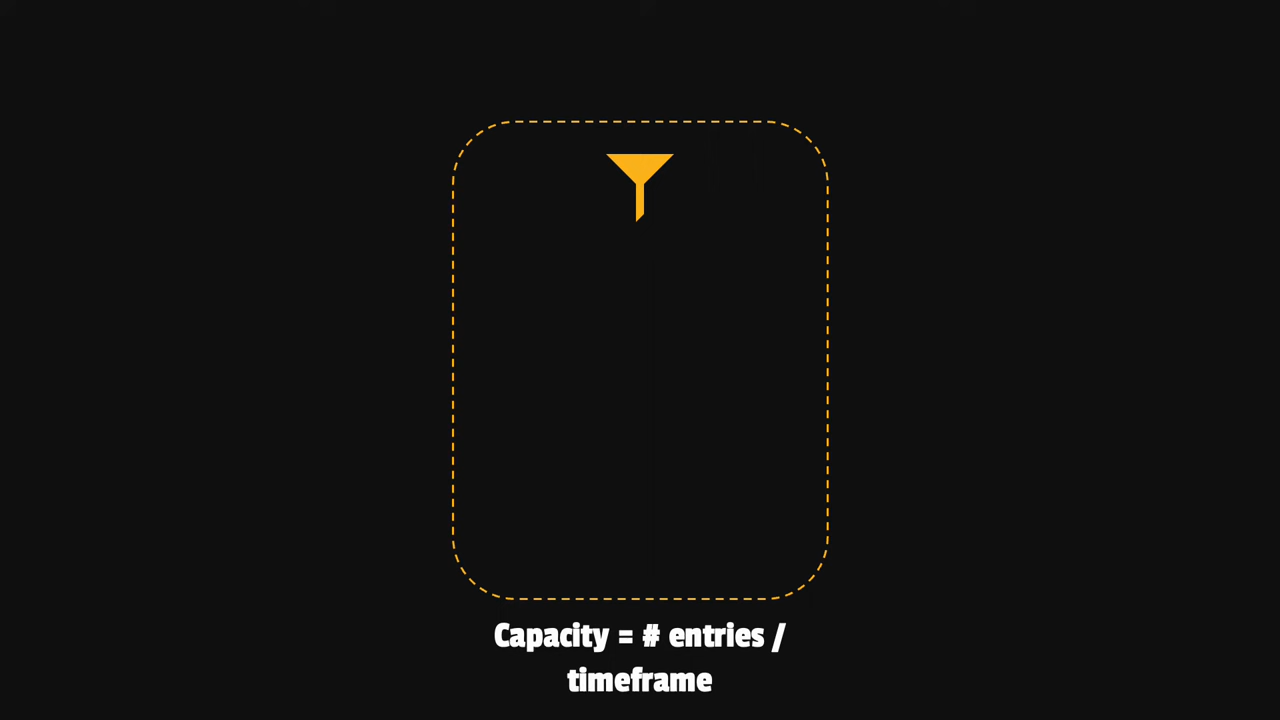 Capacity = # entries /
timeframe